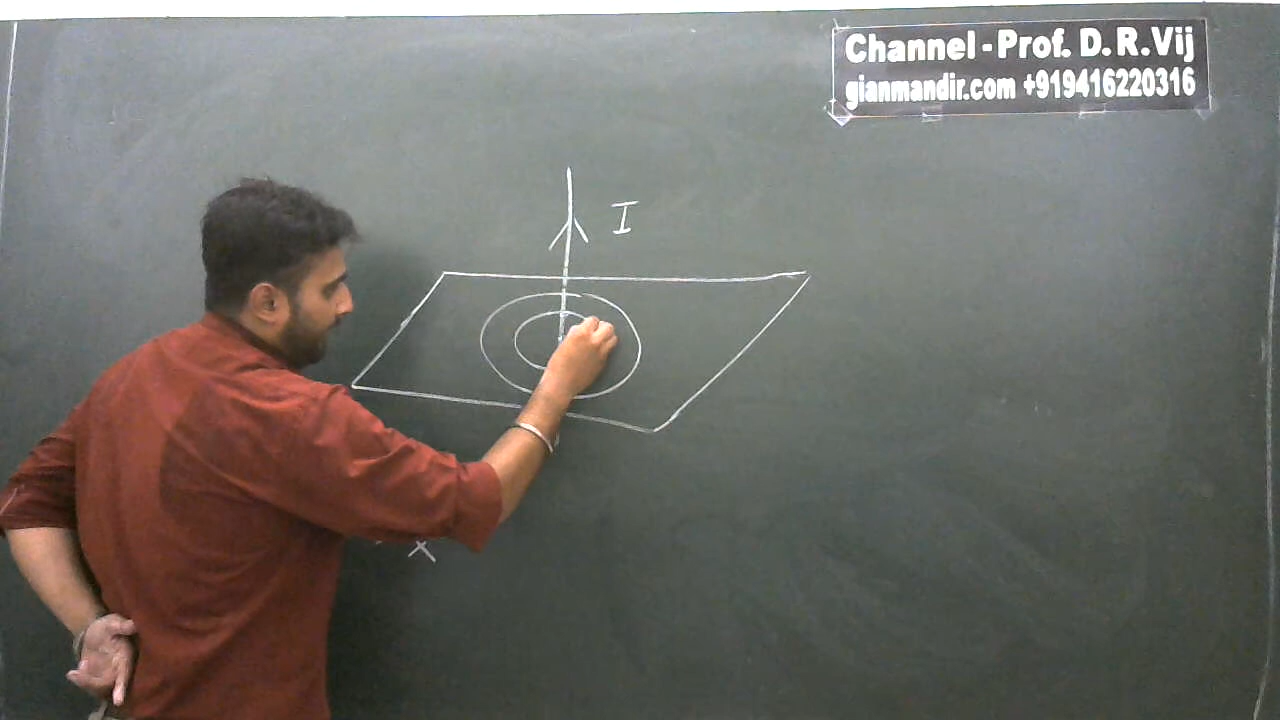 Channel - Prof. D. R. Vij
gianmandir.com +919416220316
I